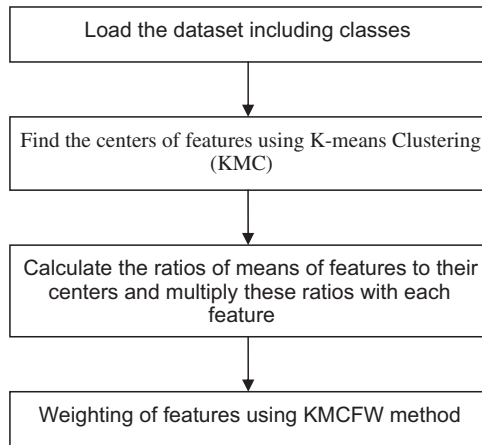 Load the dataset including classes
Find the centers of features using K-means Clustering
(KMC)
Calculate the ratios of means of features to their
centers and multiply these ratios with each
feature
Weighting of features using KMCFW method